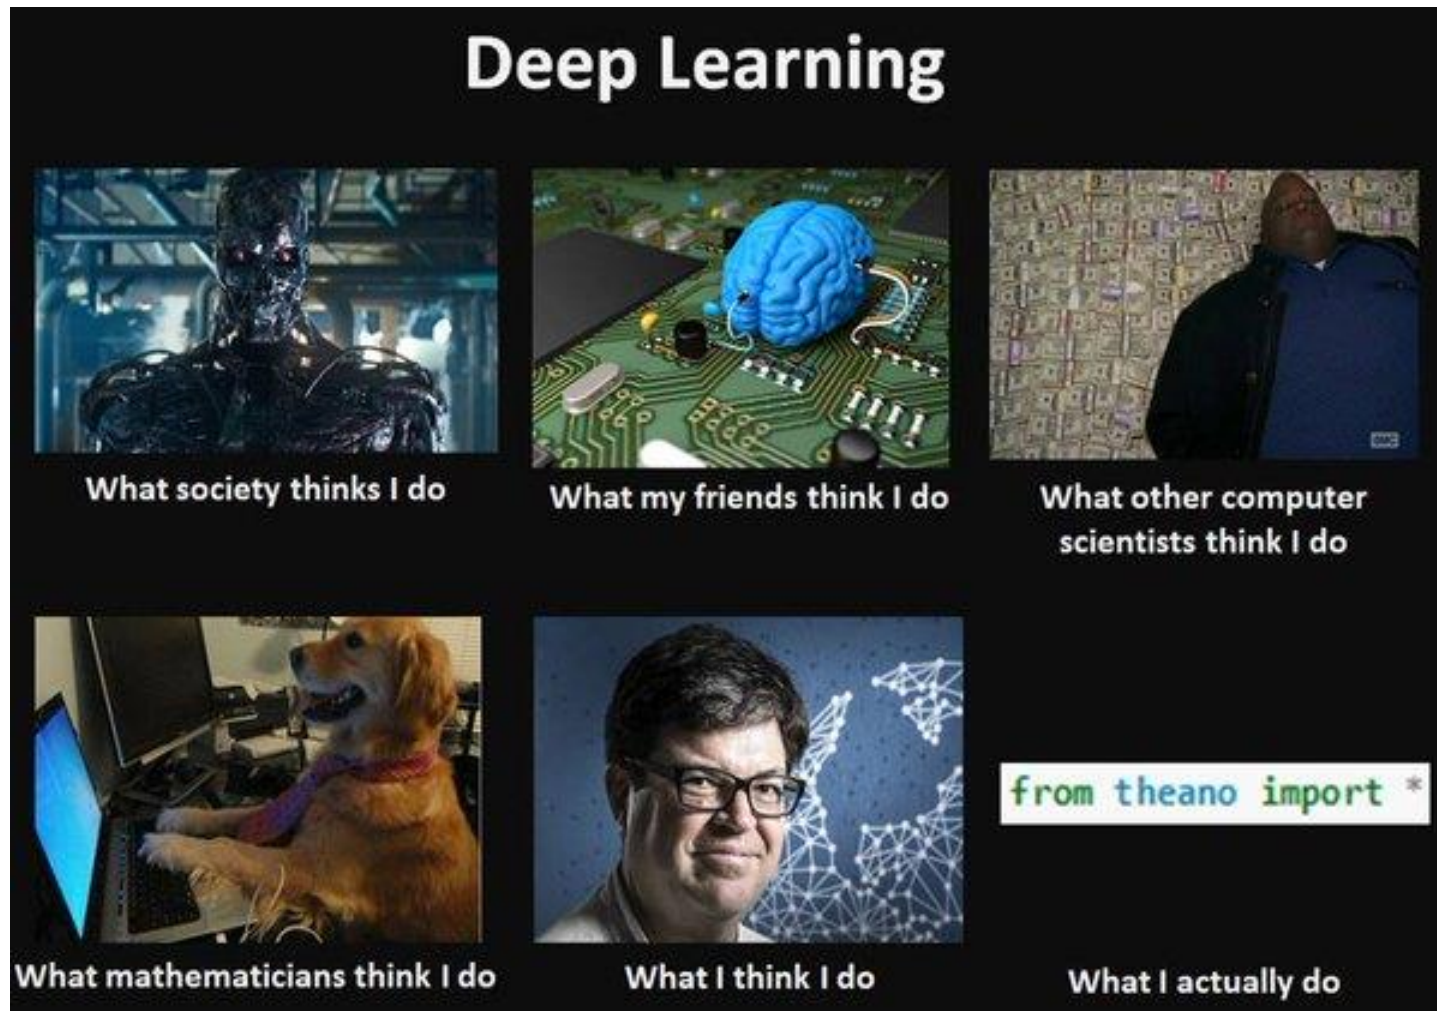 Deep Learning
What society thinks I do
What my friends think I do
What other computer
scientists think I do
AMC
What mathematicians think I do
What I think I do
from theano import *
What I actually do